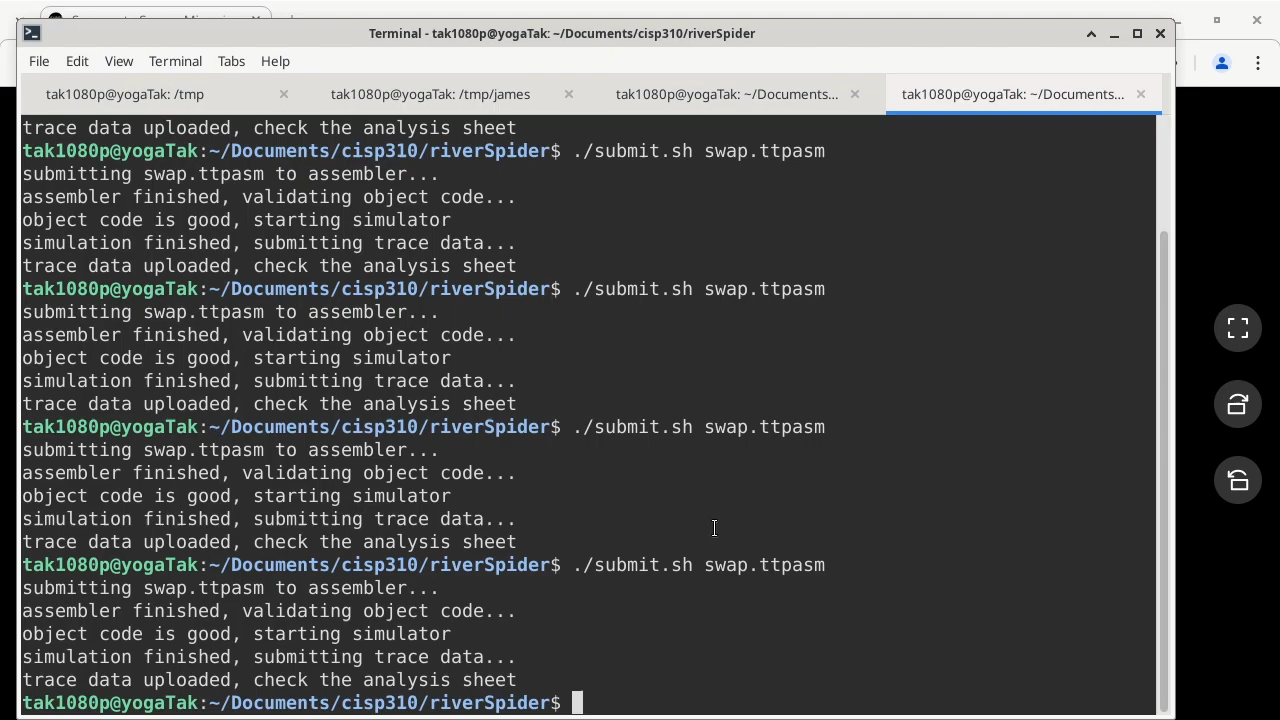 Terminal - tak1080p@yogaTak: ~/Documents/cisp310/riverSpider
File Edit View Terminal Tabs Help
tak1080p@yogaTak: /tmp
tak1080p@yogaTak: /tmp/james
tak1080p@yogaTak: ~/Documents...
tak1080p@yogaTak: ~/Documents...
trace data uploaded, check the analysis sheet
tak1080p@yogaTak:~/Documents/cisp310/riverSpider$ ./submit.sh swap.ttpasm
submitting swap.ttpasm to assembler...
assembler finished, validating object code...
object code is good, starting simulator
simulation finished, submitting trace data...
trace data uploaded, check the analysis sheet
tak1080p@yogaTak:~/Documents/cisp310/riverSpider$ ./submit.sh swap.ttpasm
submitting swap.ttpasm to assembler...
assembler finished, validating object code...
object code is good, starting simulator
simulation finished, submitting trace data...
trace data uploaded, check the analysis sheet
tak1080p@yogaTak:~/Documents/cisp310/riverSpider$ ./submit.sh swap.ttpasm
submitting swap.ttpasm to assembler...
assembler finished, validating object code...
object code is good, starting simulator
simulation finished, submitting trace data...
trace data uploaded, check the analysis sheet
tak1080p@yogaTak:~/Documents/cisp310/riverSpider$ ./submit.sh swap.ttpasm
submitting swap.ttpasm to assembler...
assembler finished, validating object code...
object code is good, starting simulator
simulation finished, submitting trace data...
trace data uploaded, check the analysis sheet
tak1080p@yogaTak:~/Documents/cisp310/riverSpider$